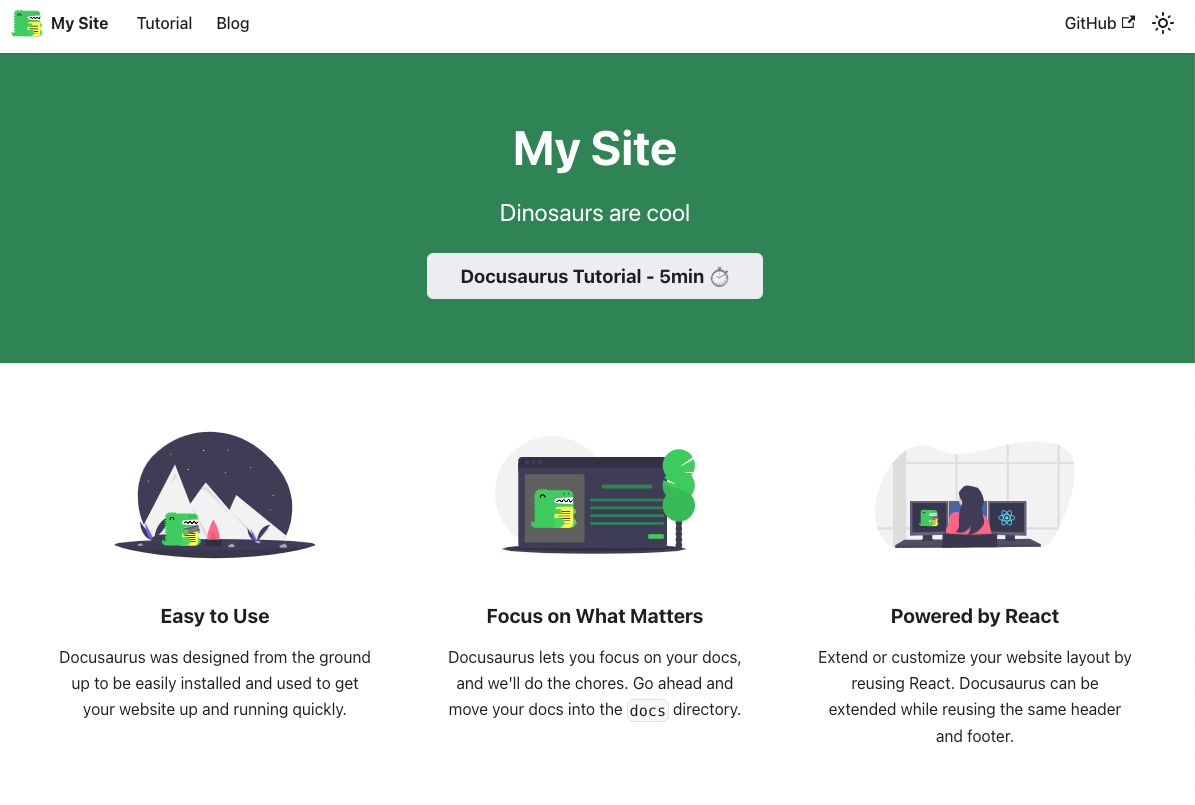 My Site Tutorial Blog GitHub
My Site
Dinosaurs are cool
Docusaurus Tutorial - 5min ⏱️
Easy to Use
Docusaurus was designed from the ground
up to be easily installed and used to get
your website up and running quickly.
Focus on What Matters
Docusaurus lets you focus on your docs,
and we'll do the chores. Go ahead and
move your docs into the docs directory.
Powered by React
Extend or customize your website layout by
reusing React. Docusaurus can be
extended while reusing the same header
and footer.